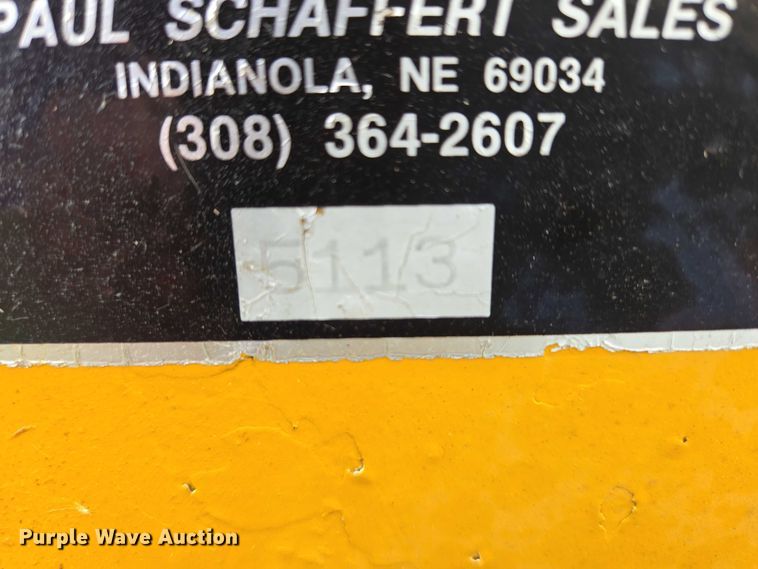 PAUL SCHAFFERT SALES
INDIANOLA, NE 69034
(308) 364-2607
5113
Purple Wave Auction